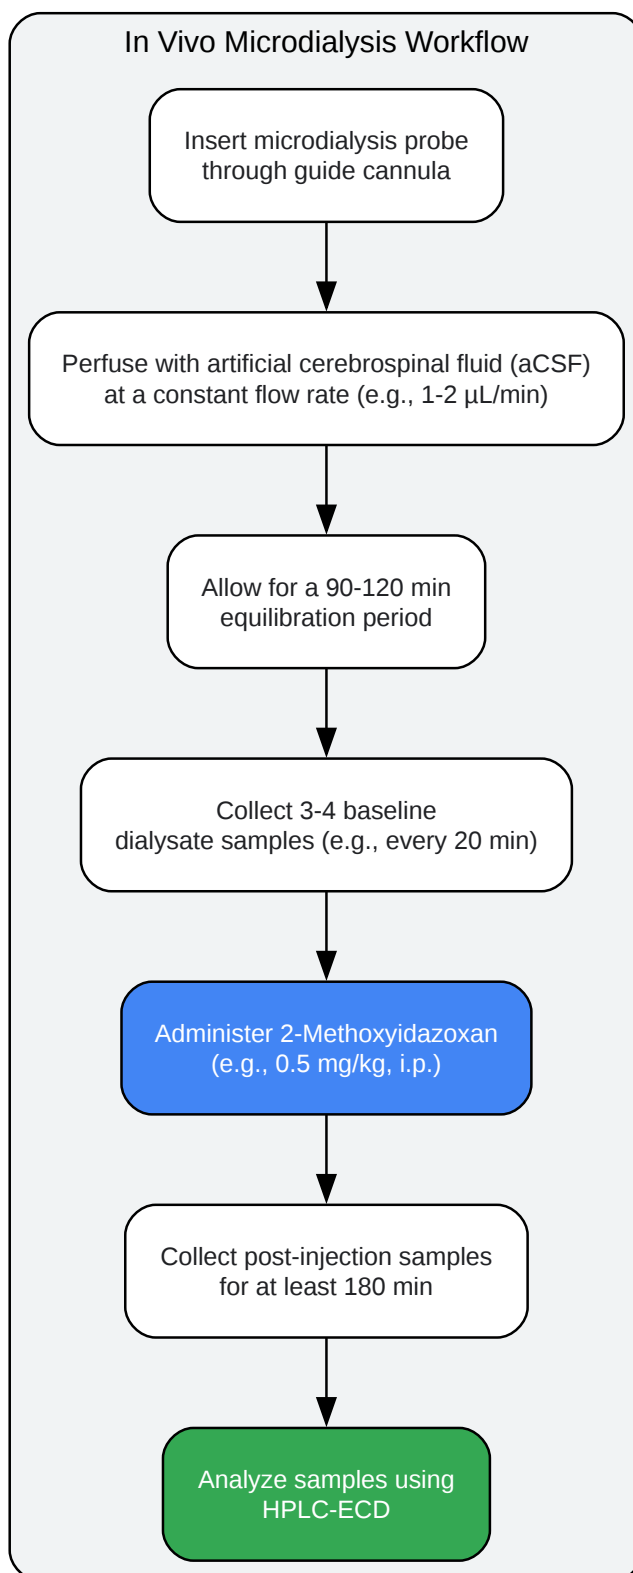 In Vivo Microdialysis Workflow
Insert microdialysis probe
through guide cannula
Perfuse with artificial cerebrospinal fluid (aCSF)
at a constant flow rate (e.g., 1-2 µL/min)
Allow for a 90-120 min
equilibration period
Collect 3-4 baseline
dialysate samples (e.g., every 20 min)
Administer 2-Methoxyidazoxan
(e.g., 0.5 mg/kg, i.p.)
Collect post-injection samples
for at least 180 min
Analyze samples using
HPLC-ECD